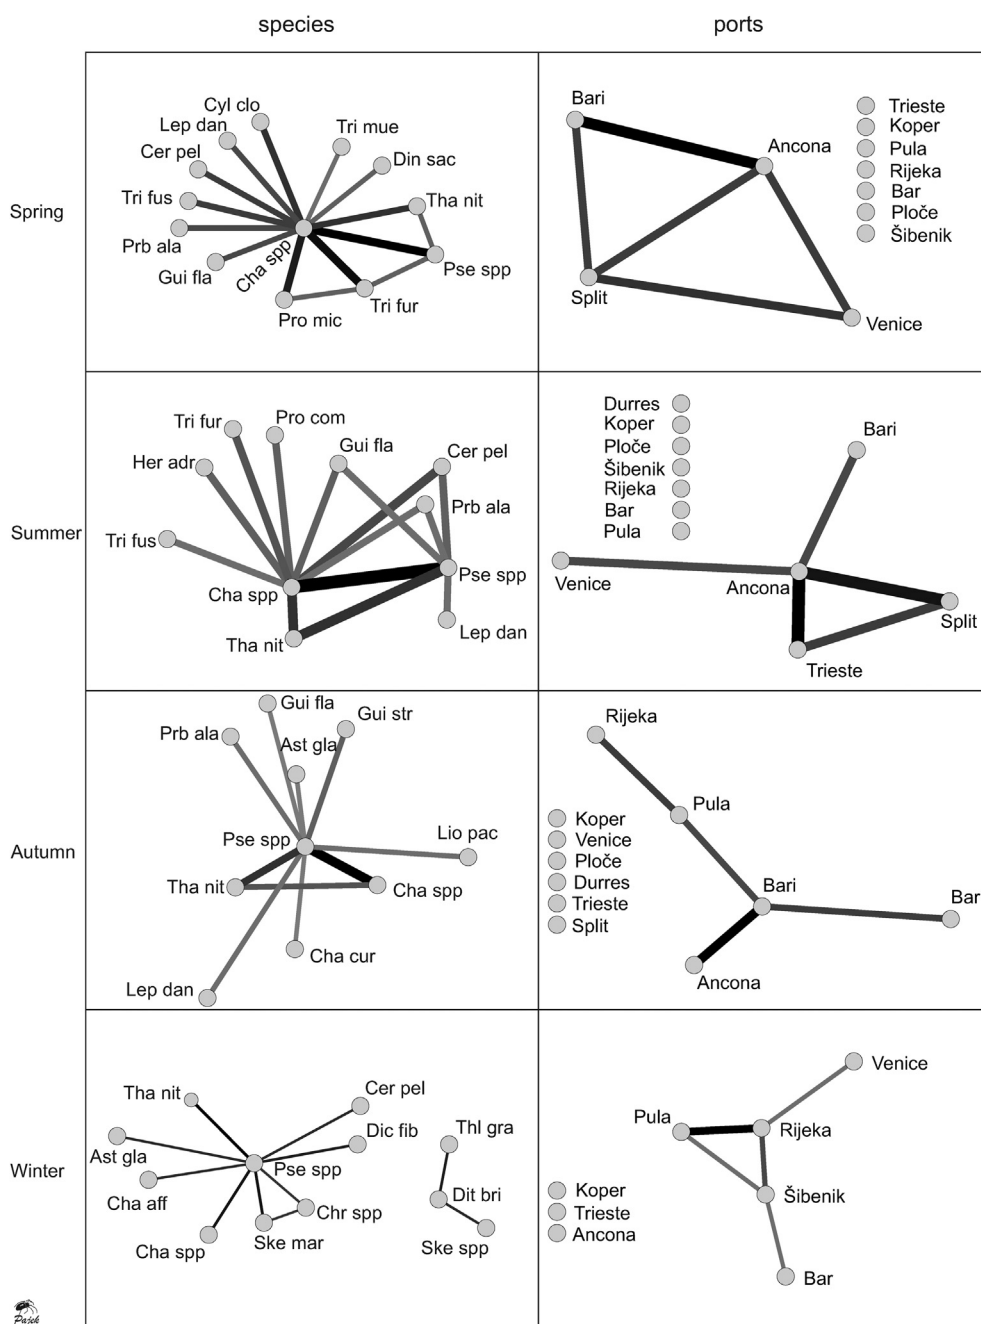 species
ports
Spring
Cyl clo
Lep dan
Cer pel
Tri fus
Prb ala
Gui fla
Cha spp
Tri mue
Din sac
Tha nit
Pse spp
Tri fur
Pro mic
Bari
Ancona
Split
Venice
Trieste
Koper
Pula
Rijeka
Bar
Ploče
Šibenik
Summer
Tri fur
Pro com
Her adr
Gui fla
Cer pel
Prb ala
Tri fus
Cha spp
Pse spp
Tha nit
Lep dan
Durres
Koper
Ploče
Šibenik
Rijeka
Bar
Pula
Bari
Venice
Ancona
Split
Trieste
Autumn
Gui fla
Prb ala
Gui str
Ast gla
Pse spp
Lio pac
Tha nit
Cha spp
Cha cur
Lep dan
Rijeka
Pula
Koper
Venice
Ploče
Durres
Trieste
Split
Bari
Bar
Ancona
Winter
Tha nit
Cer pel
Ast gla
Dic fib
Pse spp
Cha aff
Chr spp
Cha spp
Ske mar
Thl gra
Dit bri
Ske spp
Venice
Pula
Rijeka
Šibenik
Koper
Trieste
Ancona
Bar
Pajek